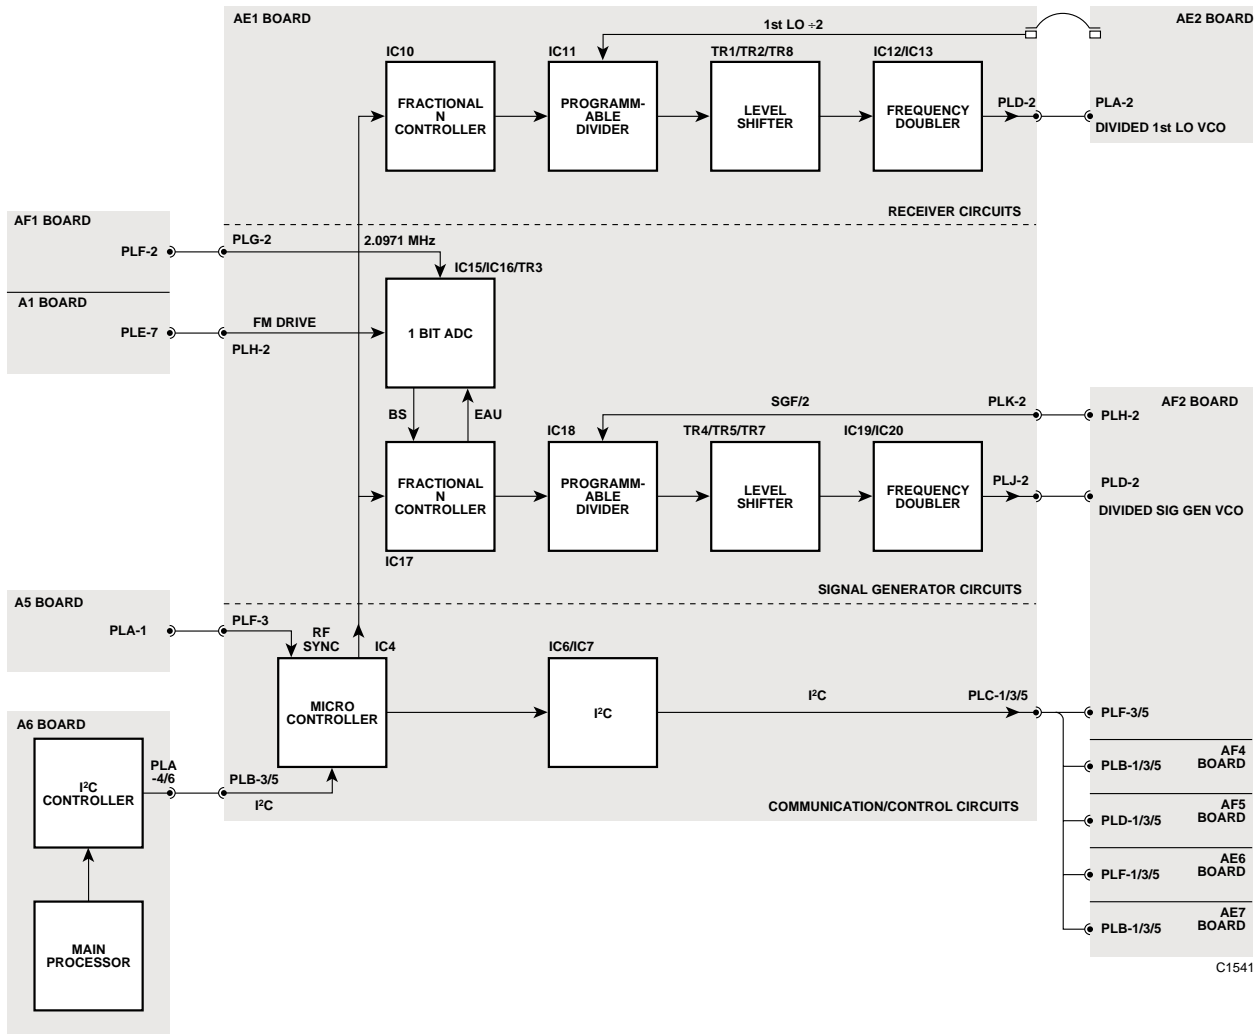 AE1 BOARD
1st LO ÷2
AE2 BOARD
IC10
IC11
TR1/TR2/TR8
IC12/IC13
FRACTIONAL
N
CONTROLLER
PROGRAMM-
ABLE
DIVIDER
LEVEL
SHIFTER
FREQUENCY
DOUBLER
PLD-2
PLA-2
DIVIDED 1st LO VCO
RECEIVER CIRCUITS
AF1 BOARD
PLF-2
PLG-2
2.0971 MHz
IC15/IC16/TR3
A1 BOARD
PLE-7
FM DRIVE
PLH-2
1 BIT ADC
BS
EAU
SGF/2
PLK-2
PLH-2
AF2 BOARD
IC18
TR4/TR5/TR7
IC19/IC20
FRACTIONAL
N
CONTROLLER
PROGRAMM-
ABLE
DIVIDER
LEVEL
SHIFTER
FREQUENCY
DOUBLER
PLJ-2
PLD-2
DIVIDED SIG GEN VCO
IC17
SIGNAL GENERATOR CIRCUITS
A5 BOARD
PLA-1
PLF-3
RF
SYNC
IC4
IC6/IC7
MICRO
CONTROLLER
I²C
I²C
PLC-1/3/5
PLF-3/5
A6 BOARD
I²C
CONTROLLER
PLA
-4/6
PLB-3/5
I²C
COMMUNICATION/CONTROL CIRCUITS
AF4
BOARD
PLB-1/3/5
AF5
BOARD
PLD-1/3/5
AE6
BOARD
PLF-1/3/5
AE7
BOARD
PLB-1/3/5
MAIN
PROCESSOR
C1541